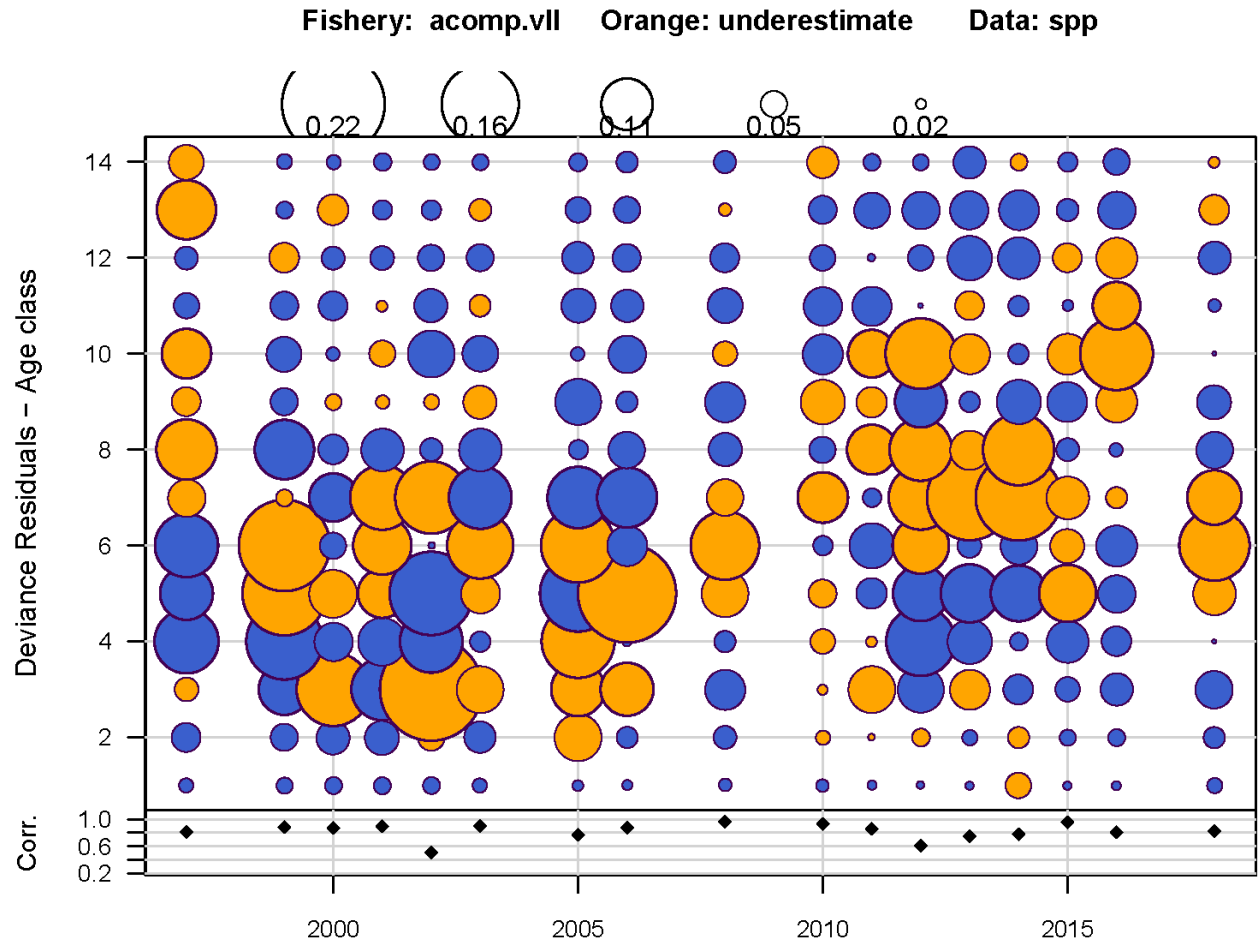 Fishery: acomp.vll Orange: underestimate Data: spp
0.22 0.16 0.11 0.05 0.02
Deviance Residuals − Age class
14
12
10
8
6
4
2
Corr.
1.0
0.6
0.2
2000 2005 2010 2015